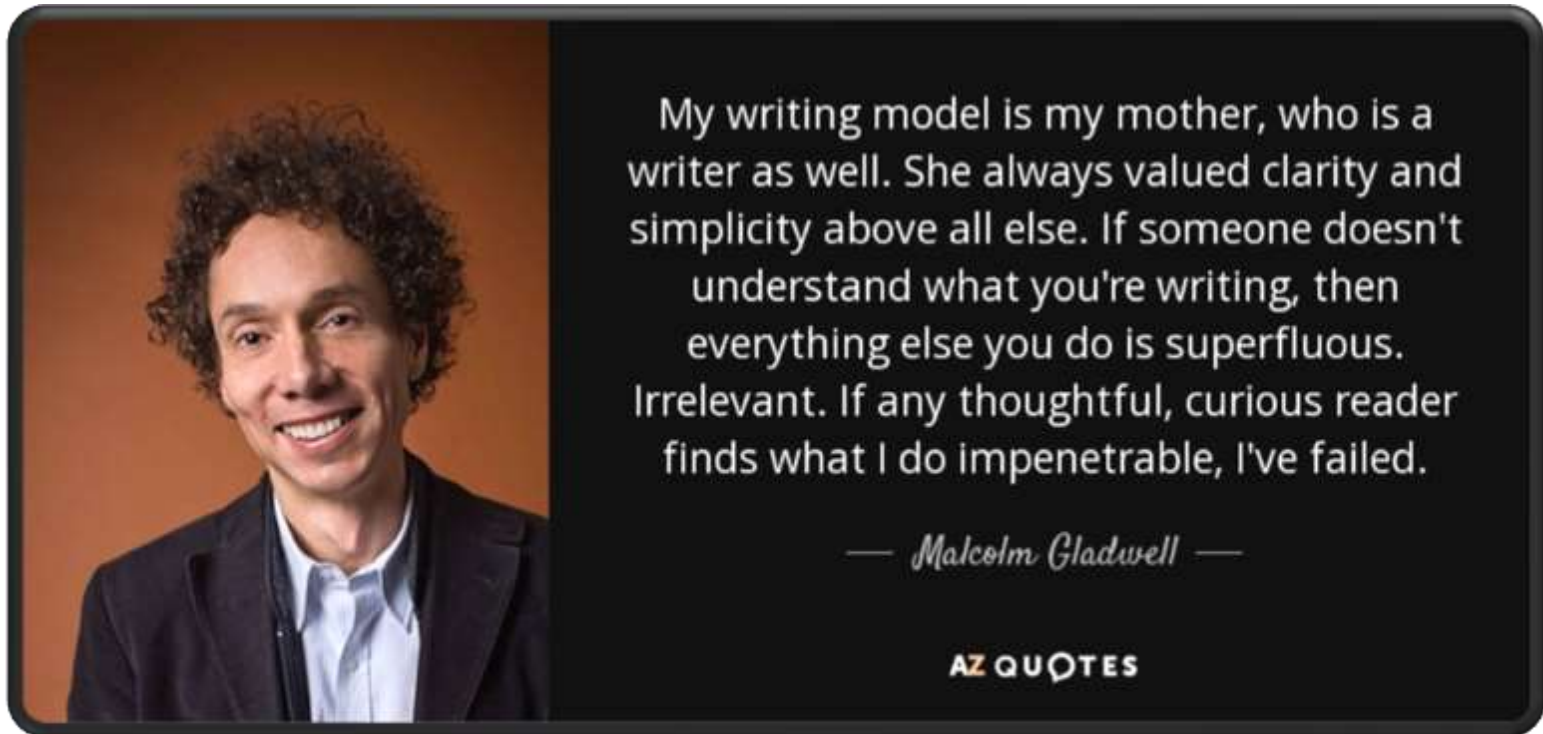 My writing model is my mother, who is a
writer as well. She always valued clarity and
simplicity above all else. If someone doesn't
understand what you're writing, then
everything else you do is superfluous.
Irrelevant. If any thoughtful, curious reader
finds what I do impenetrable, I've failed.
— Malcolm Gladwell —
AZ QUOTES